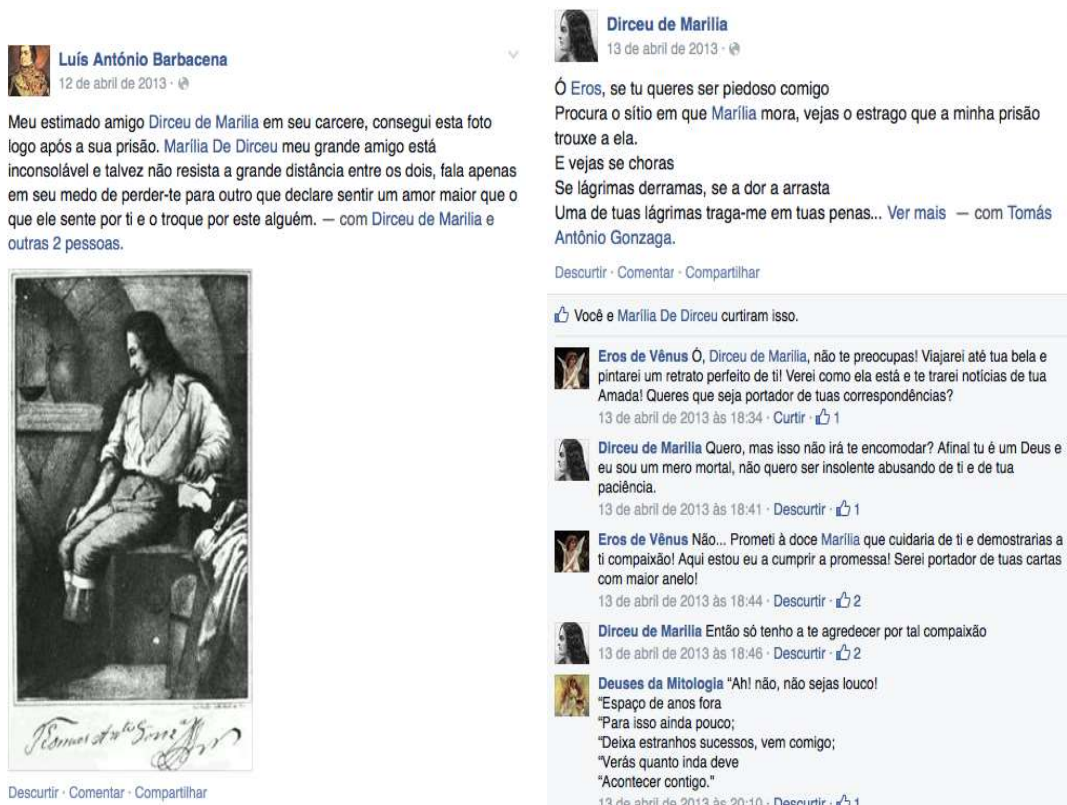 Luís António Barbacena
12 de abril de 2013 ·
Meu estimado amigo Dirceu de Marilia em seu carcere, consegui esta foto
logo após a sua prisão. Marília De Dirceu meu grande amigo está
inconsolável e talvez não resista a grande distância entre os dois, fala apenas
em seu medo de perder-te para outro que declare sentir um amor maior que o
que ele sente por ti e o troque por este alguém. — com Dirceu de Marilia e
outras 2 pessoas.
Descurtir · Comentar · Compartilhar
Dirceu de Marilia
13 de abril de 2013 ·
Ó Eros, se tu queres ser piedoso comigo
Procura o sítio em que Marília mora, vejas o estrago que a minha prisão
trouxe a ela.
E vejas se choras
Se lágrimas derramas, se a dor a arrasta
Uma de tuas lágrimas traga-me em tuas penas... Ver mais — com Tomás
Antônio Gonzaga.
Descurtir · Comentar · Compartilhar
Você e Marília De Dirceu curtiram isso.
Eros de Vênus Ó, Dirceu de Marilia, não te preocupas! Viajarei até tua bela e
pintarei um retrato perfeito de ti! Verei como ela está e te trarei notícias de tua
Amada! Queres que seja portador de tuas correspondências?
13 de abril de 2013 às 18:34 · Curtir · 1
Dirceu de Marilia Quero, mas isso não irá te encomodar? Afinal tu é um Deus e
eu sou um mero mortal, não quero ser insolente abusando de ti e de tua
paciência.
13 de abril de 2013 às 18:41 · Descurtir · 1
Eros de Vênus Não... Prometi à doce Marília que cuidaria de ti e demostrarias a
ti compaixão! Aqui estou eu a cumprir a promessa! Serei portador de tuas cartas
com maior anelo!
13 de abril de 2013 às 18:44 · Descurtir · 2
Dirceu de Marilia Então só tenho a te agredecer por tal compaixão
13 de abril de 2013 às 18:46 · Descurtir · 2
Deuses da Mitologia “Ah! não, não sejas louco!
“Espaço de anos fora
“Para isso ainda pouco;
“Deixa estranhos sucessos, vem comigo;
“Verás quanto inda deve
“Acontecer contigo.”
13 de abril de 2013 às 20:10 · Descurtir · 1